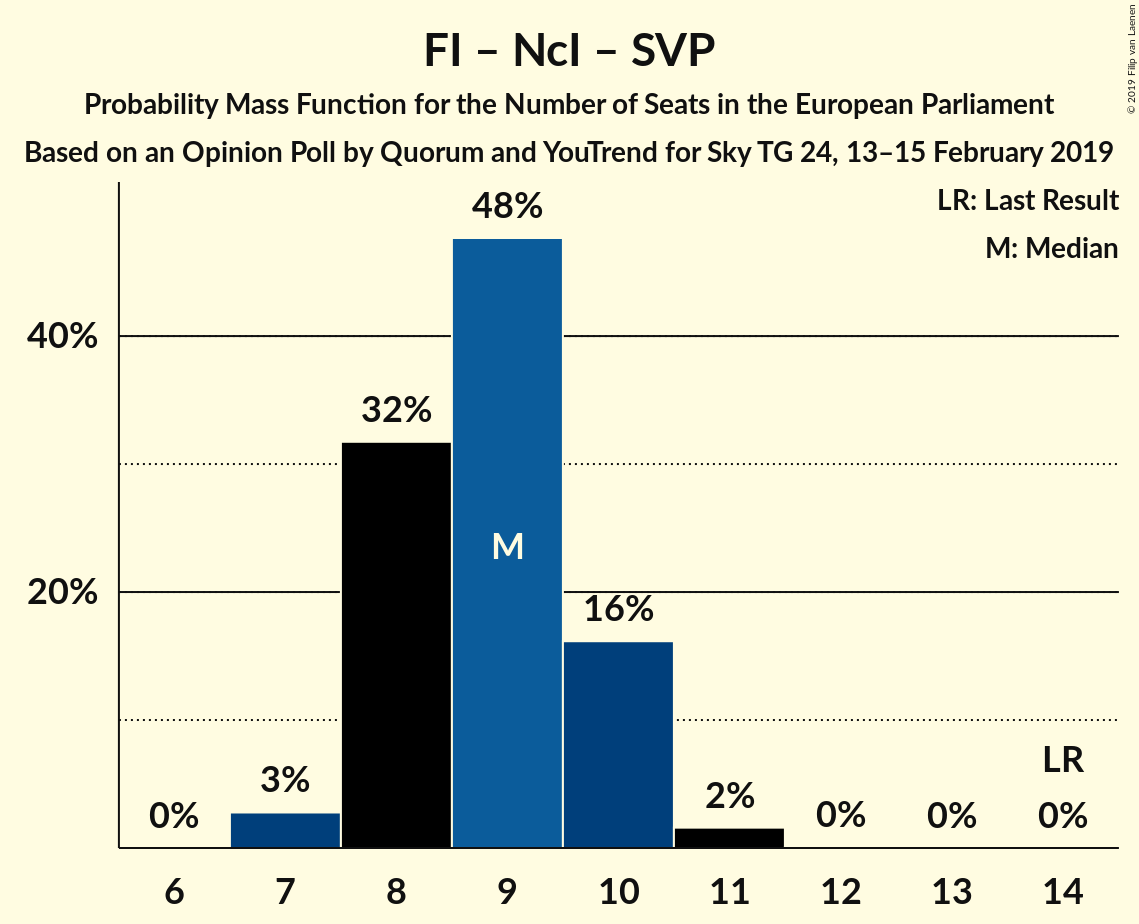 FI – NcI – SVP
Probability Mass Function for the Number of Seats in the European Parliament
Based on an Opinion Poll by Quorum and YouTrend for Sky TG 24, 13–15 February 2019
© 2019 Filip van Laenen
LR: Last Result
M: Median
48%
40%
32%
M
20%
16%
LR
3%
2%
0%
0%
0%
0%
6 7 8 9 10 11 12 13 14